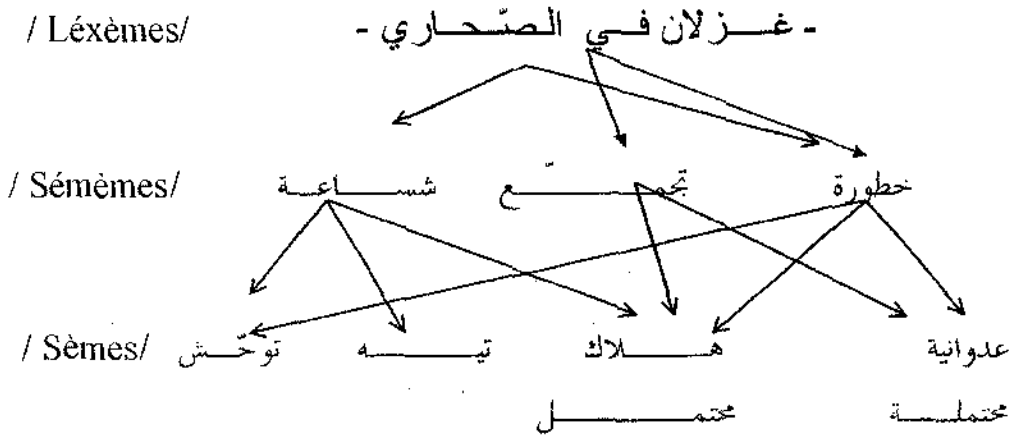 / Léxèmes/ - غزلان في الصّحاري -
/ Sémèmes/ خطورة تجمّع شساعة
/ Sèmes/ عدوانية هلاك تيه توحّش
محتملة محتمل